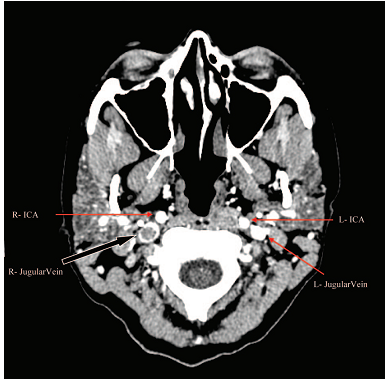 R- ICA
L- ICA
R- JugularVein
L- JugularVein